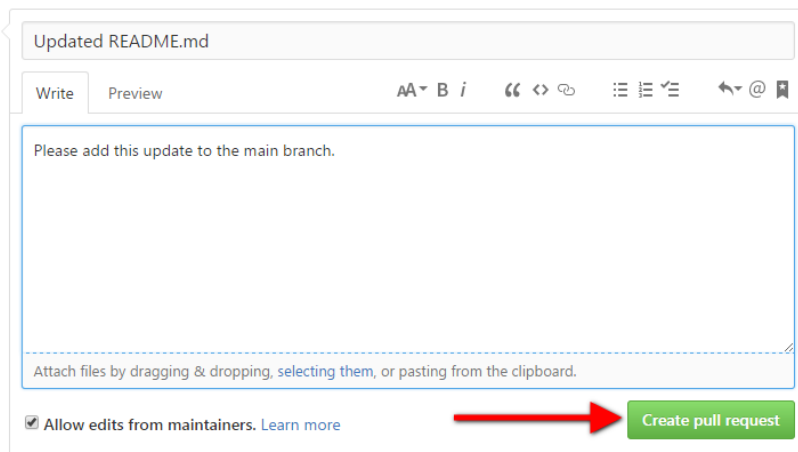 Updated README.md
Write Preview AA B i “ <> @
Please add this update to the main branch.
Attach files by dragging & dropping, selecting them, or pasting from the clipboard.
Allow edits from maintainers. Learn more Create pull request